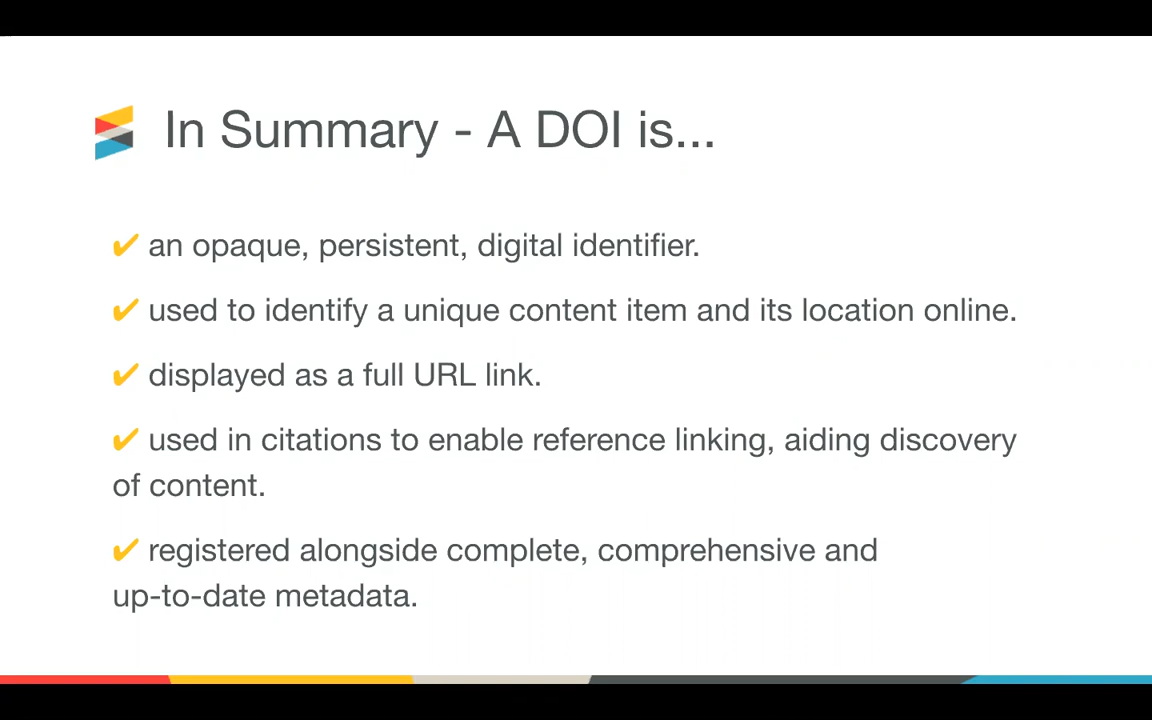 In Summary - A DOI is...
✔ an opaque, persistent, digital identifier.
✔ used to identify a unique content item and its location online.
✔ displayed as a full URL link.
✔ used in citations to enable reference linking, aiding discovery
of content.
✔ registered alongside complete, comprehensive and
up-to-date metadata.